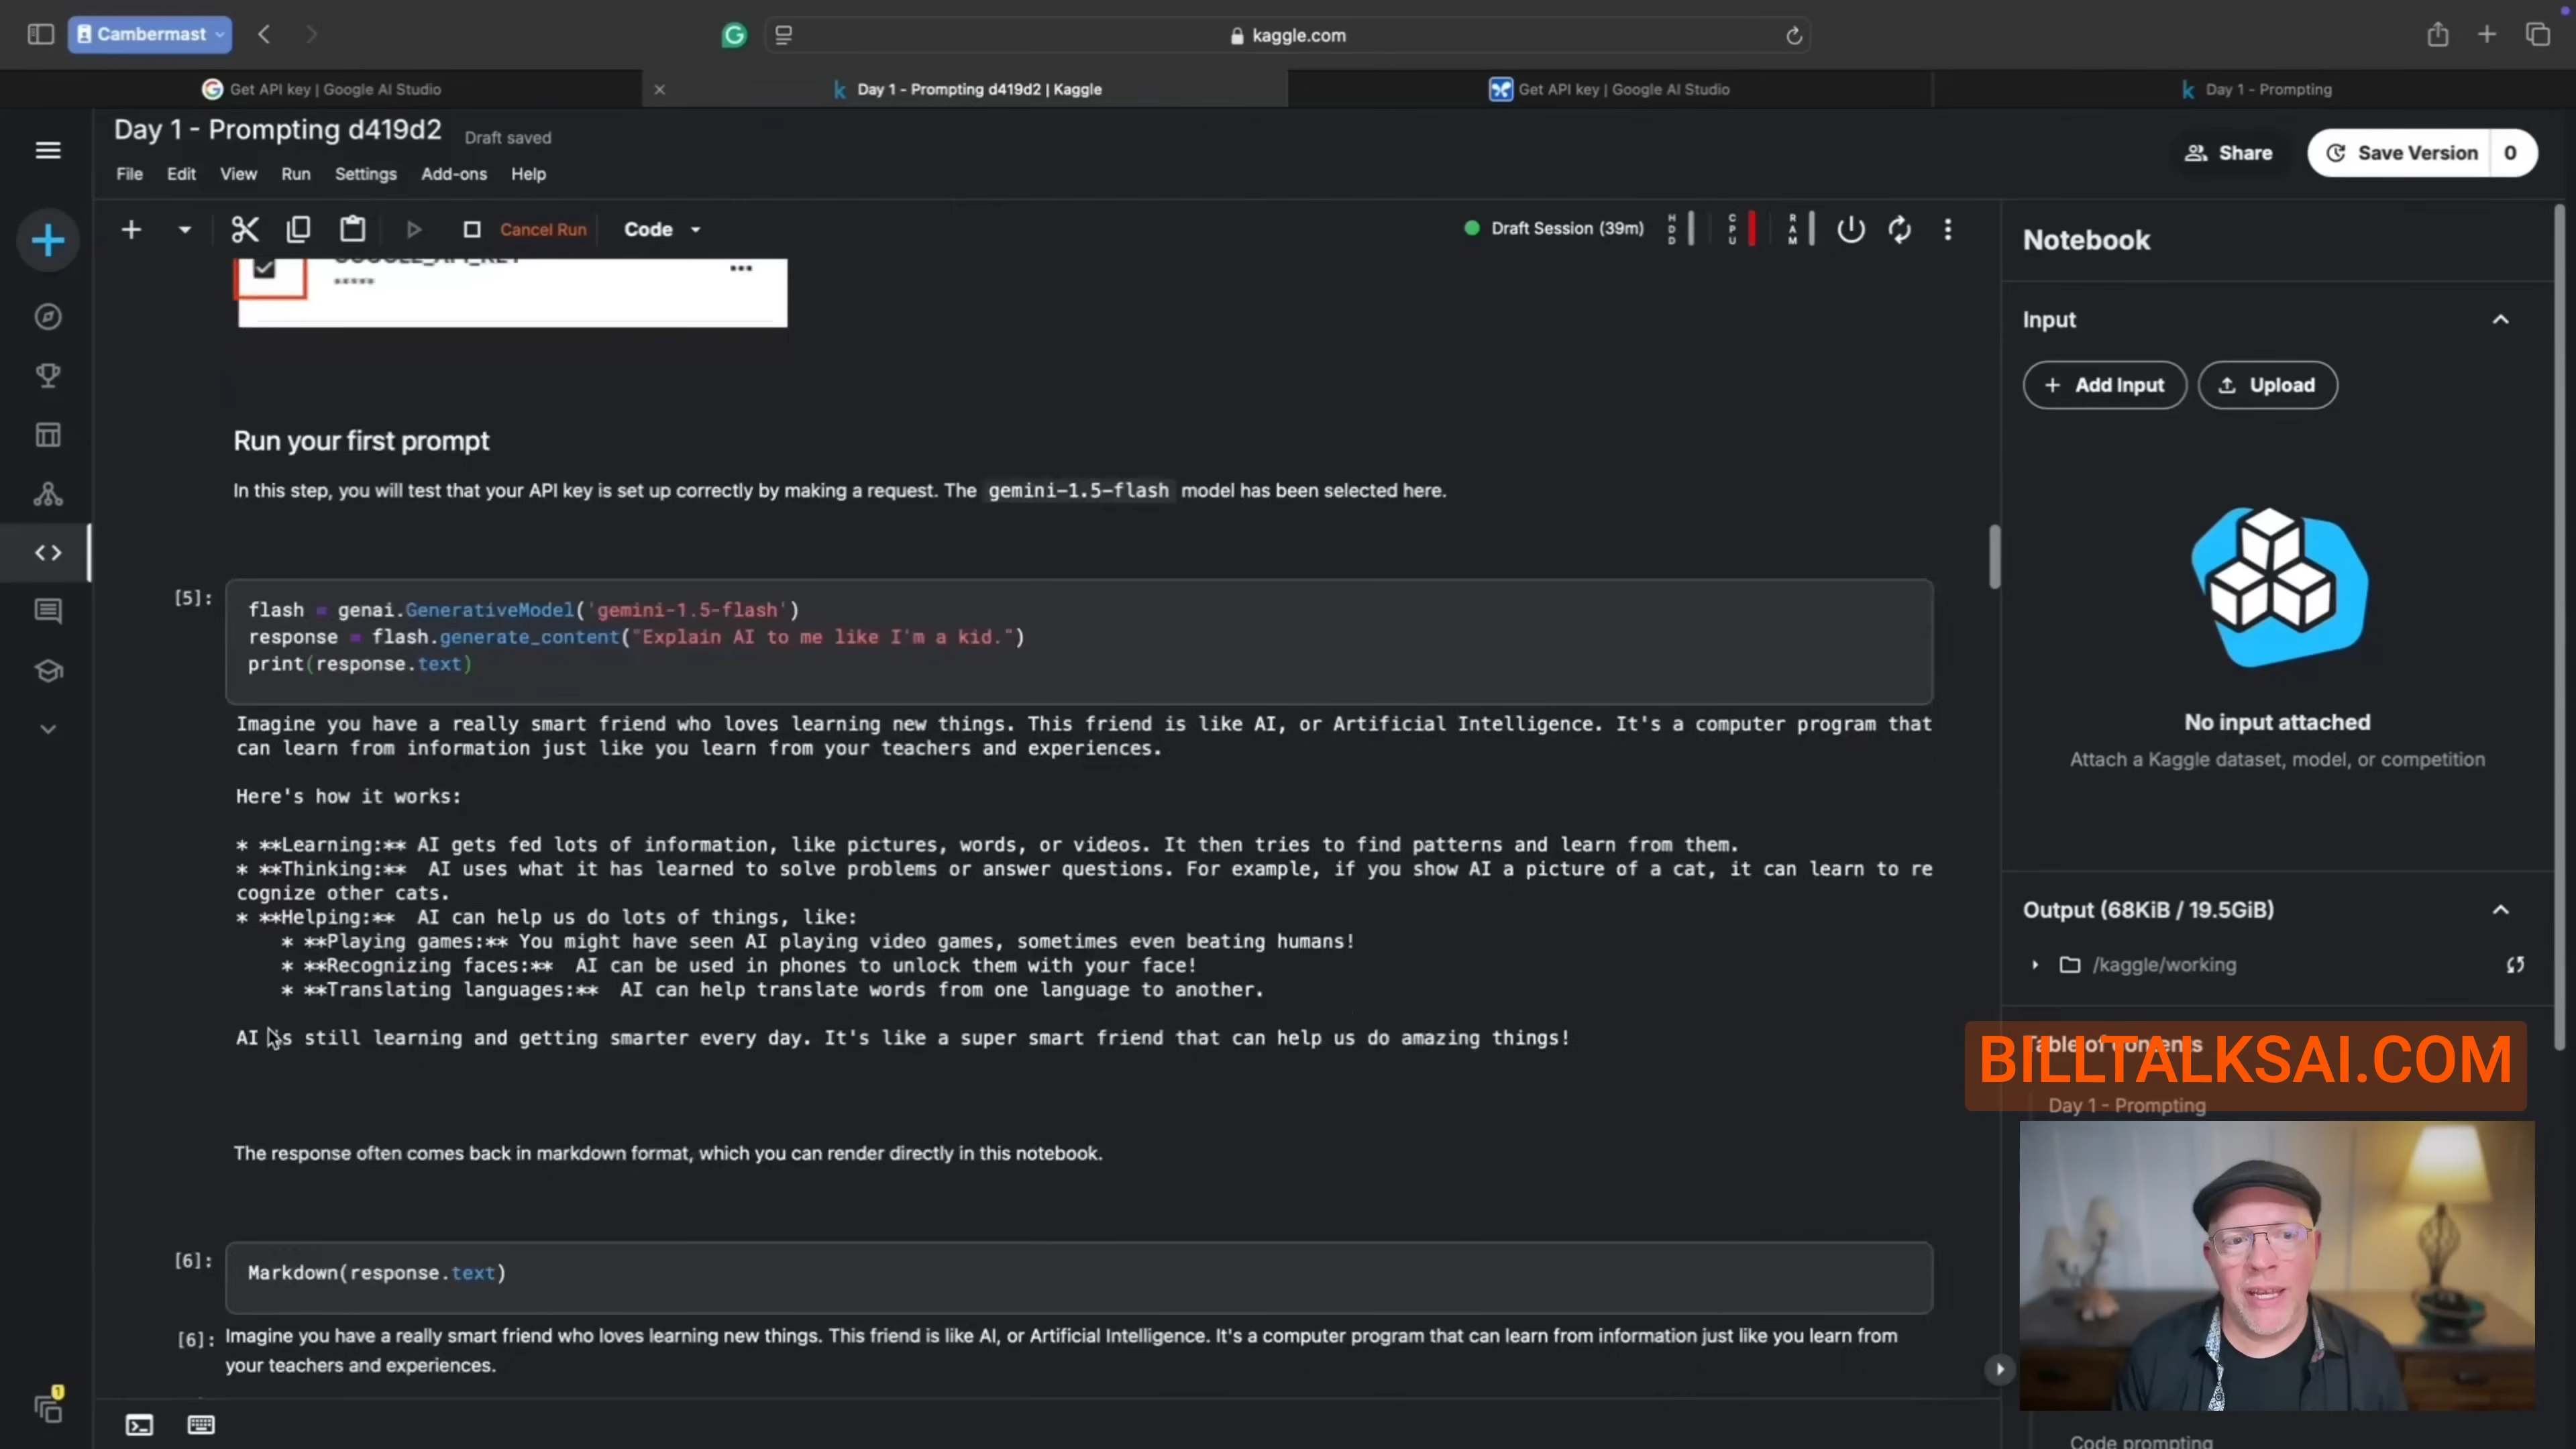 Cambermast
kaggle.com
Get API key | Google AI Studio
Day 1 - Prompting d419d2 | Kaggle
Get API key | Google AI Studio
Day 1 - Prompting
Day 1 - Prompting d419d2
Draft saved
File Edit View Run Settings Add-ons Help
Share
Save Version 0
Cancel Run
Code
Draft Session (39m)
HDD
CPU
RAM
GOOGLE_API_KEY
Run your first prompt
In this step, you will test that your API key is set up correctly by making a request. The gemini-1.5-flash model has been selected here.
[5]:
flash = genai.GenerativeModel('gemini-1.5-flash')
response = flash.generate_content("Explain AI to me like I'm a kid.")
print(response.text)
Imagine you have a really smart friend who loves learning new things. This friend is like AI, or Artificial Intelligence. It's a computer program that
can learn from information just like you learn from your teachers and experiences.
Here's how it works:
* **Learning:** AI gets fed lots of information, like pictures, words, or videos. It then tries to find patterns and learn from them.
* **Thinking:**  AI uses what it has learned to solve problems or answer questions. For example, if you show AI a picture of a cat, it can learn to re
cognize other cats.
* **Helping:**  AI can help us do lots of things, like:
    * **Playing games:** You might have seen AI playing video games, sometimes even beating humans!
    * **Recognizing faces:**  AI can be used in phones to unlock them with your face!
    * **Translating languages:**  AI can help translate words from one language to another.
AI is still learning and getting smarter every day. It's like a super smart friend that can help us do amazing things!
The response often comes back in markdown format, which you can render directly in this notebook.
[6]:
Markdown(response.text)
[6]:
Imagine you have a really smart friend who loves learning new things. This friend is like AI, or Artificial Intelligence. It's a computer program that can learn from information just like you learn from
your teachers and experiences.
1
Notebook
Input
+ Add Input
Upload
No input attached
Attach a Kaggle dataset, model, or competition
Output (68KiB / 19.5GiB)
/kaggle/working
Table of Contents
BILLTALKSAI.COM
Day 1 - Prompting
Code prompting